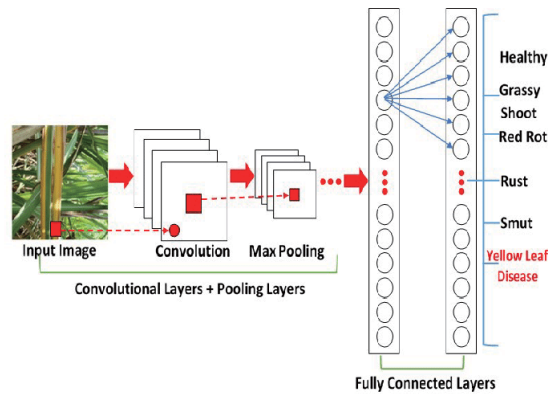 Healthy
Grassy
Shoot
Red Rot
Rust
Smut
Yellow Leaf
Disease
Input Image
Convolution
Max Pooling
Convolutional Layers + Pooling Layers
Fully Connected Layers